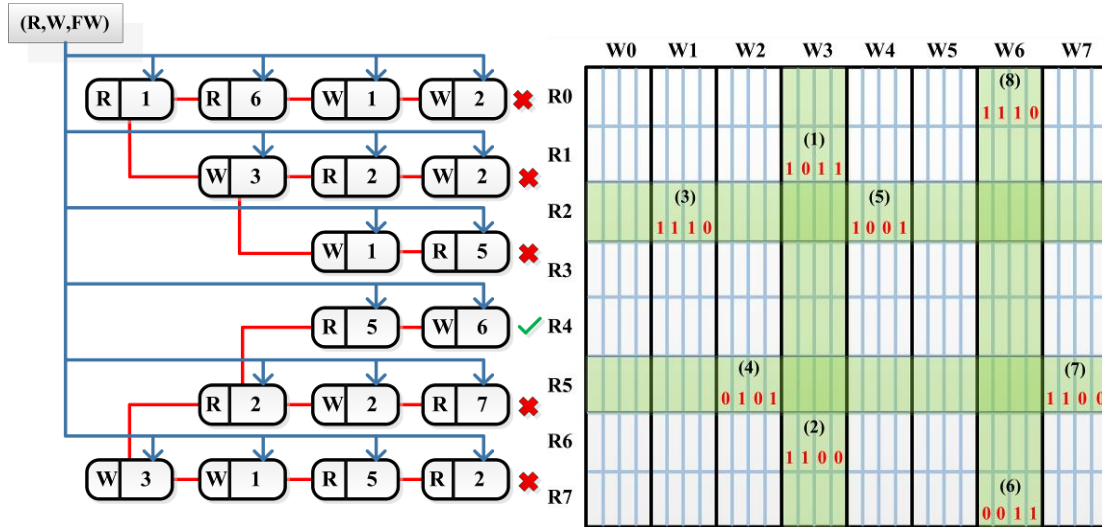 (R,W,FW)
W0 W1 W2 W3 W4 W5 W6 W7
R 1 R 6 W 1 W 2
R0
(8)
1 1 1 0
W 3 R 2 W 2
R1
(1)
1 0 1 1
R2
(3) (5)
1 1 1 0 1 0 0 1
W 1 R 5
R3
R 5 W 6
R4
R 2 W 2 R 7
R5
(4) (7)
0 1 0 1 1 1 0 0
R6
(2)
1 1 0 0
W 3 W 1 R 5 R 2
R7
(6)
0 0 1 1